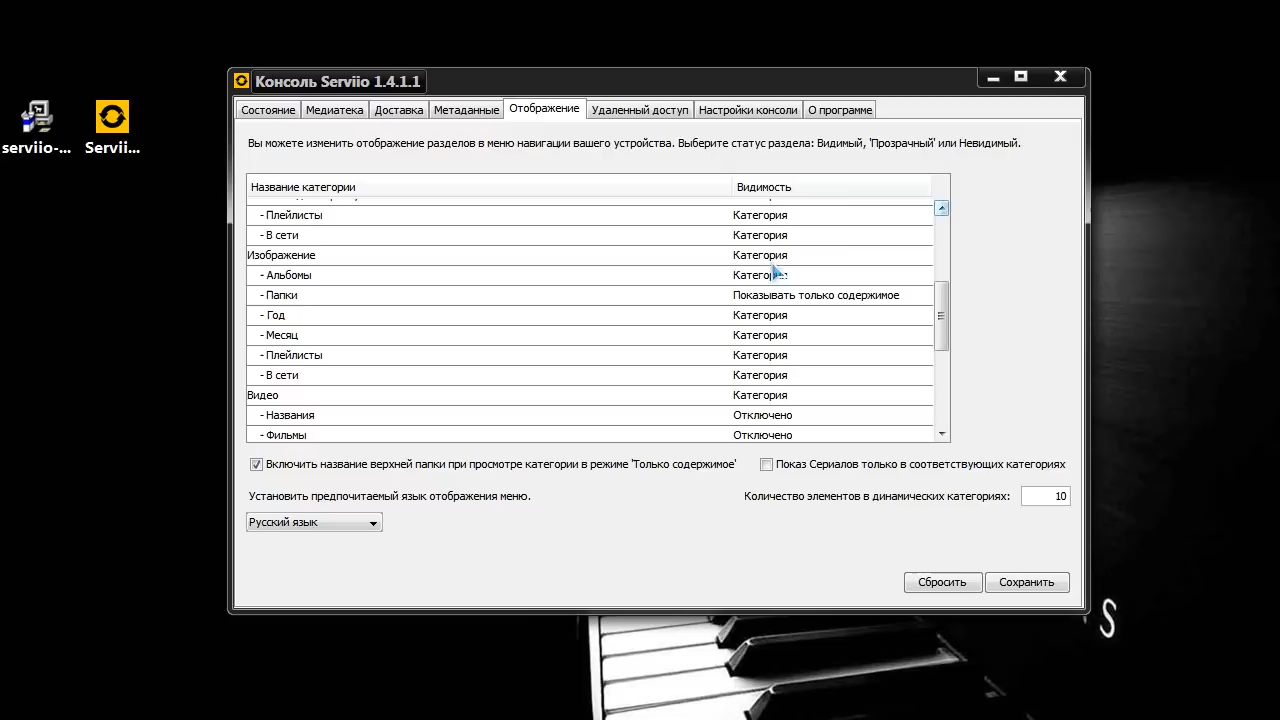 Консоль Serviio 1.4.1.1
Состояние Медиатека Доставка Метаданные Отображение Удаленный доступ Настройки консоли О программе
serviio-... Servii...
Вы можете изменить отображение разделов в меню навигации вашего устройства. Выберите статус раздела: Видимый, 'Прозрачный' или Невидимый.
Название категории Видимость
- Плейлисты Категория
- В сети Категория
Изображение Категория
- Альбомы Категория
- Папки Показывать только содержимое
- Год Категория
- Месяц Категория
- Плейлисты Категория
- В сети Категория
Видео Категория
- Названия Отключено
- Фильмы Отключено
Включить название верхней папки при просмотре категории в режиме 'Только содержимое' Показ Сериалов только в соответствующих категориях
Установить предпочитаемый язык отображения меню. Количество элементов в динамических категориях: 10
Русский язык
Сбросить Сохранить
S